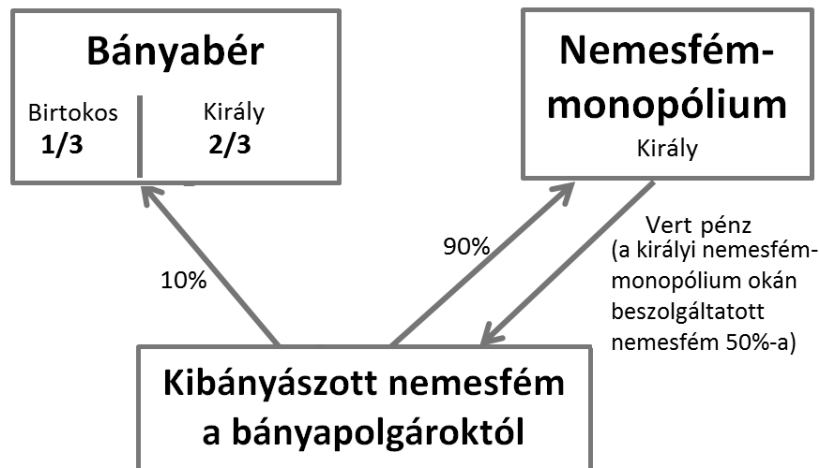 Bányabér
Birtokos
1/3
Király
2/3
Nemesfém-
monopólium
Király
10%
90%
Vert pénz
(a királyi nemesfém-
monopólium okán
beszolgáltatott
nemesfém 50%-a)
Kibányászott nemesfém
a bányapolgároktól